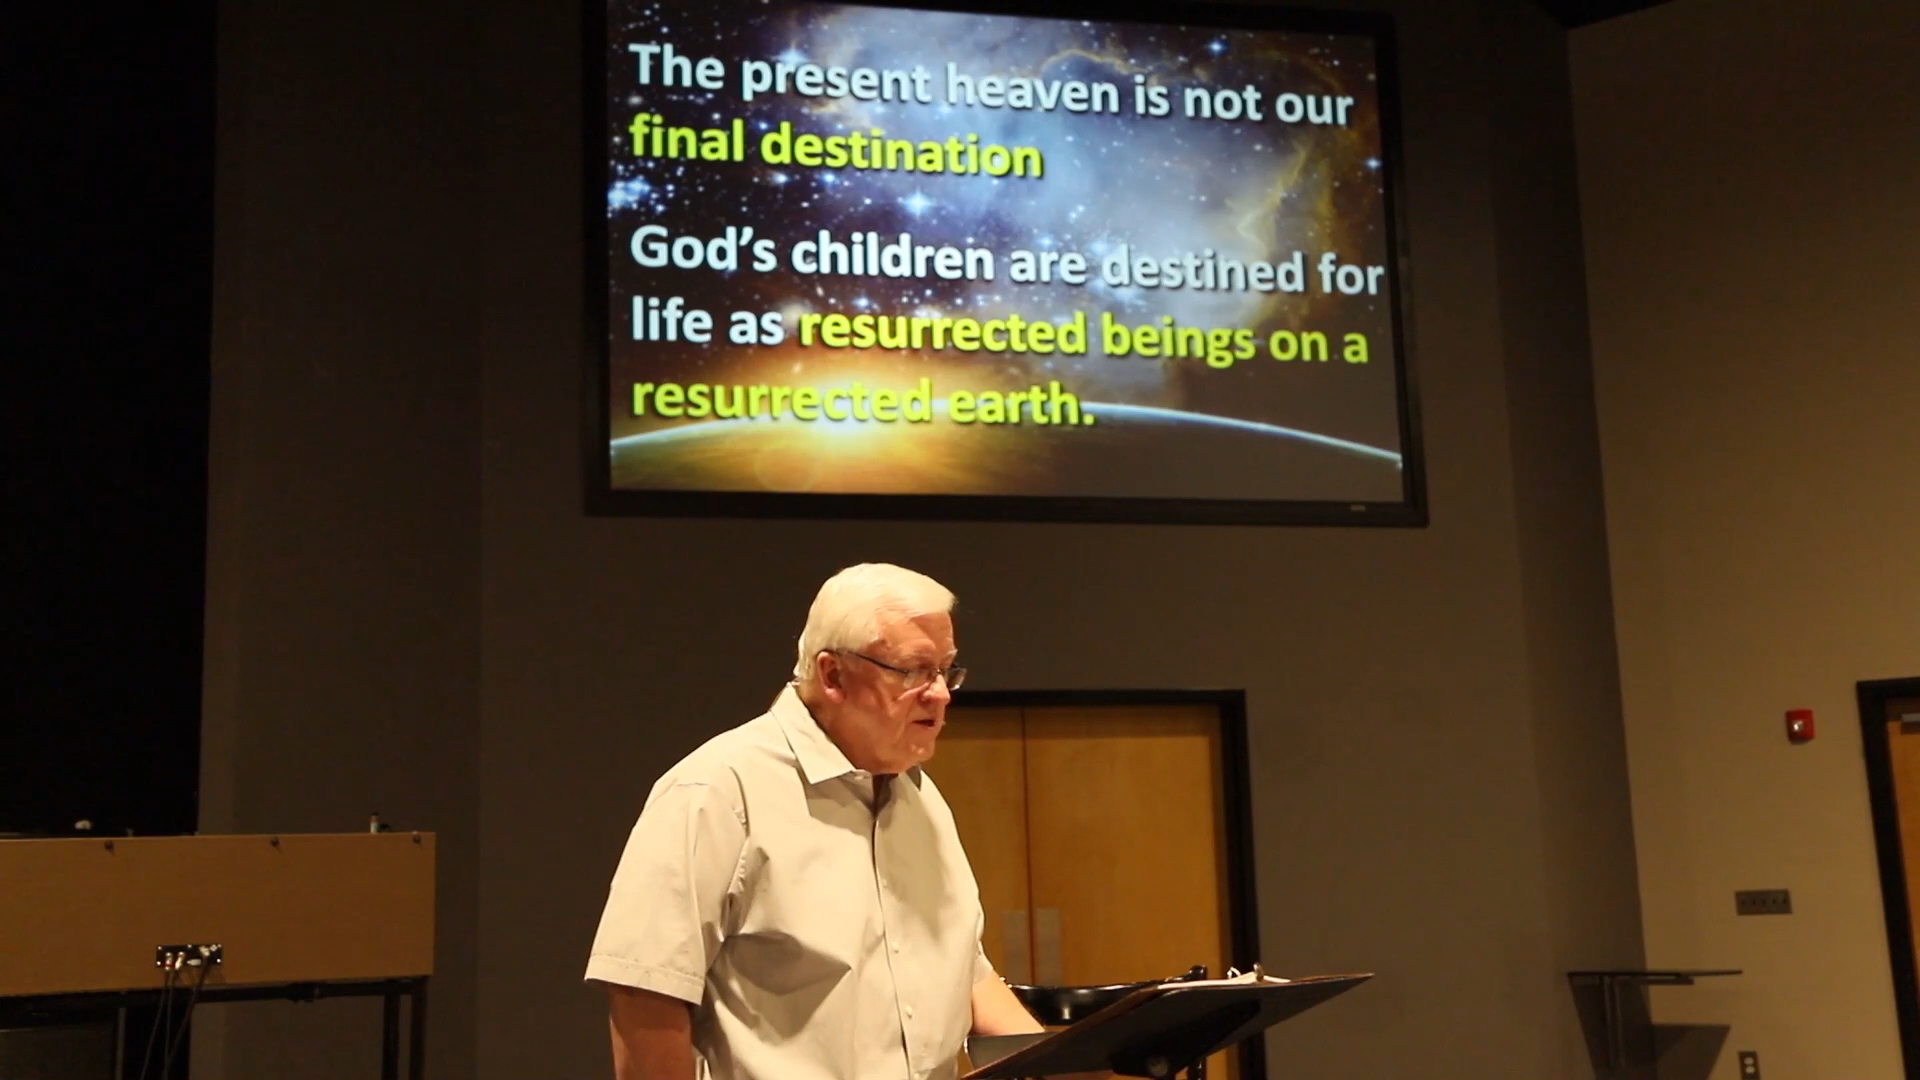 The present heaven is not our
final destination
God’s children are destined for
life as resurrected beings on a
resurrected earth.